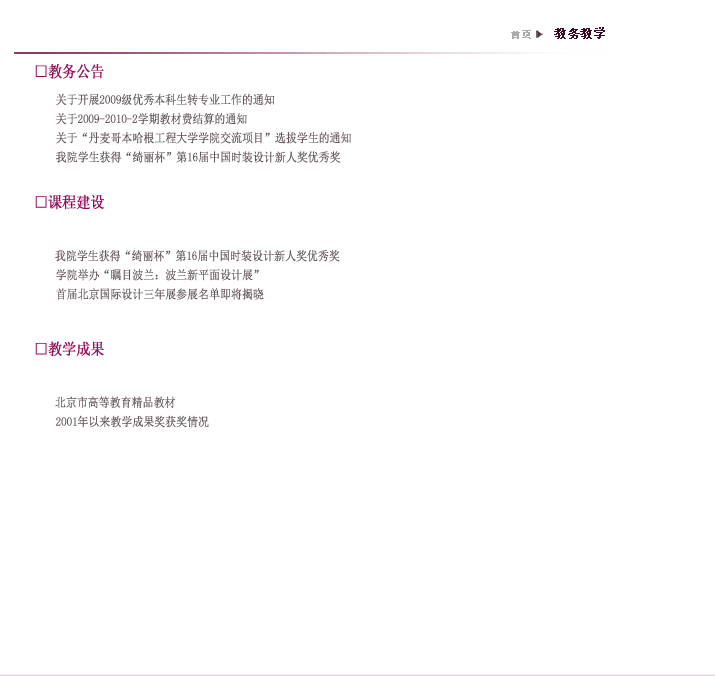 首页 ▶ 教务教学
□教务公告
关于开展2009级优秀本科生转专业工作的通知
关于2009-2010-2学期教材费结算的通知
关于“丹麦哥本哈根工程大学学院交流项目”选拔学生的通知
我院学生获得“绮丽杯”第16届中国时装设计新人奖优秀奖
□课程建设
我院学生获得“绮丽杯”第16届中国时装设计新人奖优秀奖
学院举办“瞩目波兰：波兰新平面设计展”
首届北京国际设计三年展参展名单即将揭晓
□教学成果
北京市高等教育精品教材
2001年以来教学成果奖获奖情况